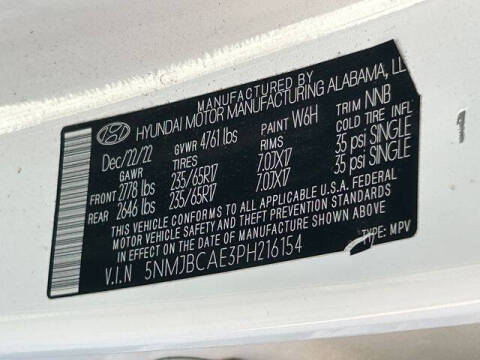 MANUFACTURED BY
HYUNDAI MOTOR MANUFACTURING ALABAMA, LL
Dec/22/22 GVWR 4761 lbs PAINT W6H TRIM NNB
GAWR TIRES COLD TIRE INFL
FRONT 2778 lbs 235/65R17 7.0JX17 35 psi SINGLE
REAR 2646 lbs 235/65R17 7.0JX17 35 psi SINGLE
THIS VEHICLE CONFORMS TO ALL APPLICABLE U.S.A. FEDERAL
MOTOR VEHICLE SAFETY AND THEFT PREVENTION STANDARDS
IN EFFECT ON THE DATE OF MANUFACTURE SHOWN ABOVE
V.I.N 5NMJBCAE3PH216154 TYPE: MPV